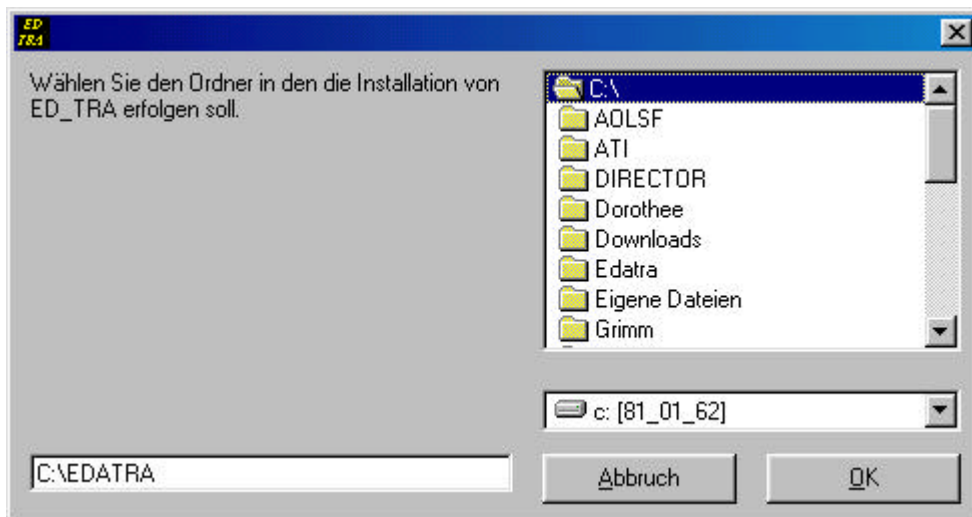 ED
TRA
Wählen Sie den Ordner in den die Installation von
ED_TRA erfolgen soll.
C:\
AOLSF
ATI
DIRECTOR
Dorothee
Downloads
Edatra
Eigene Dateien
Grimm
c: [81_01_62]
C:\EDATRA
Abbruch
OK